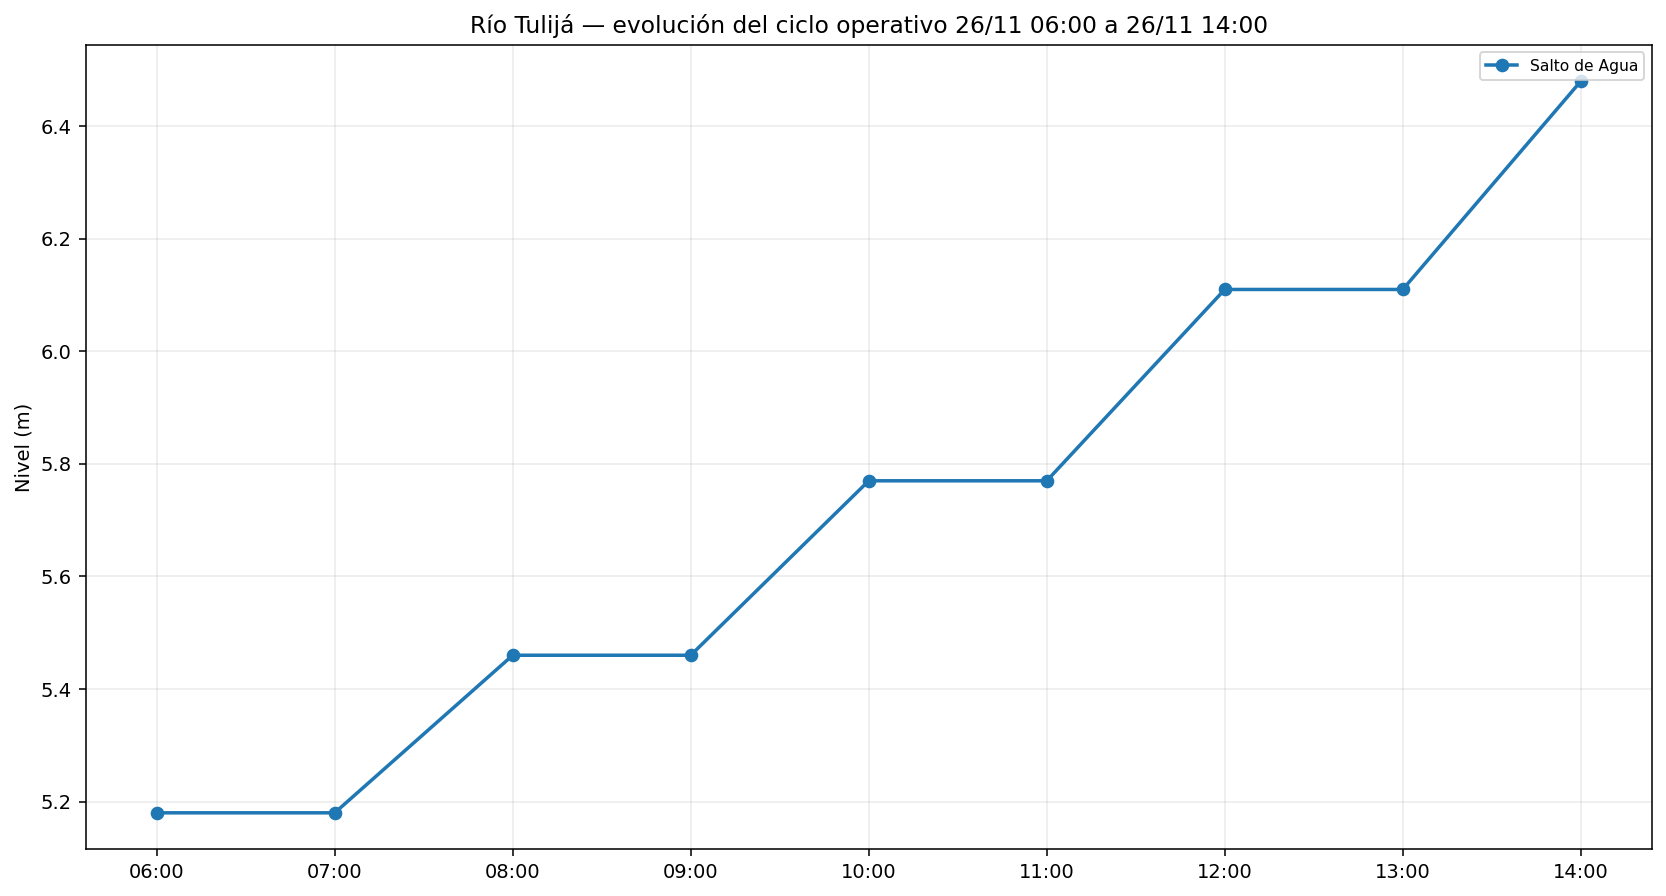 Río Tulijá — evolución del ciclo operativo 26/11 06:00 a 26/11 14:00
Salto de Agua
Nivel (m)
6.4
6.2
6.0
5.8
5.6
5.4
5.2
06:00 07:00 08:00 09:00 10:00 11:00 12:00 13:00 14:00